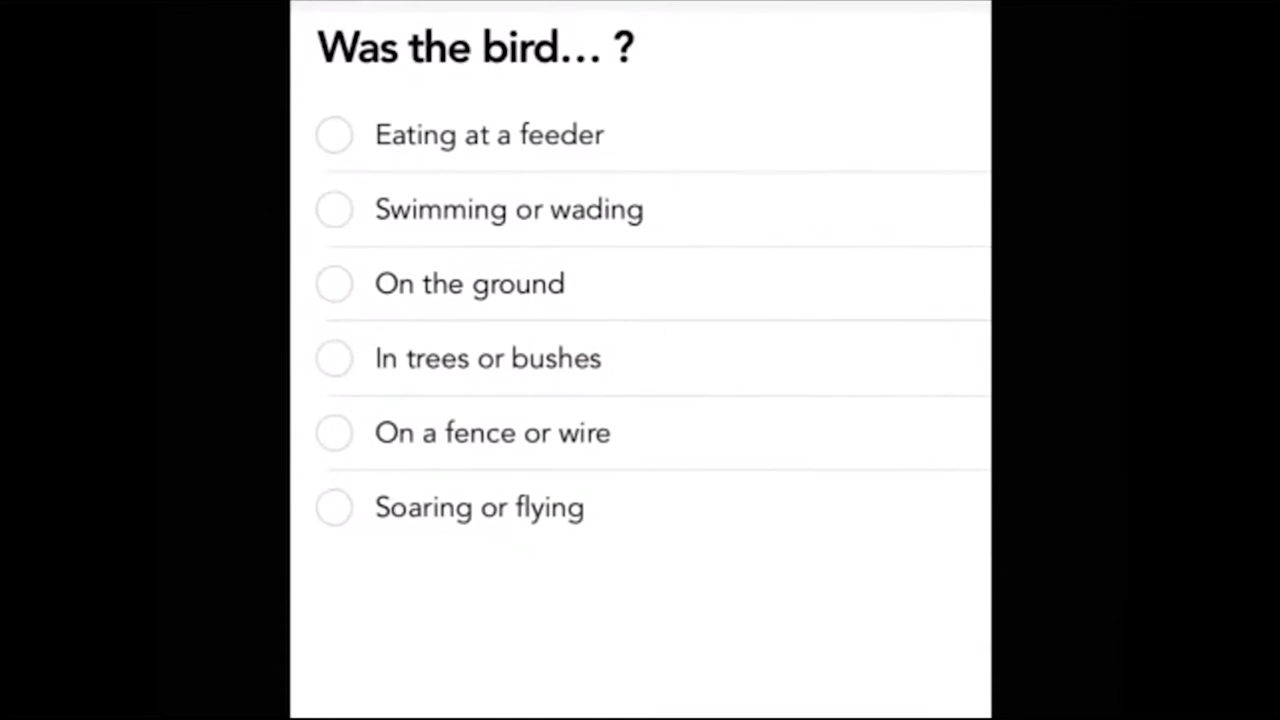 Was the bird... ?
Eating at a feeder
Swimming or wading
On the ground
In trees or bushes
On a fence or wire
Soaring or flying